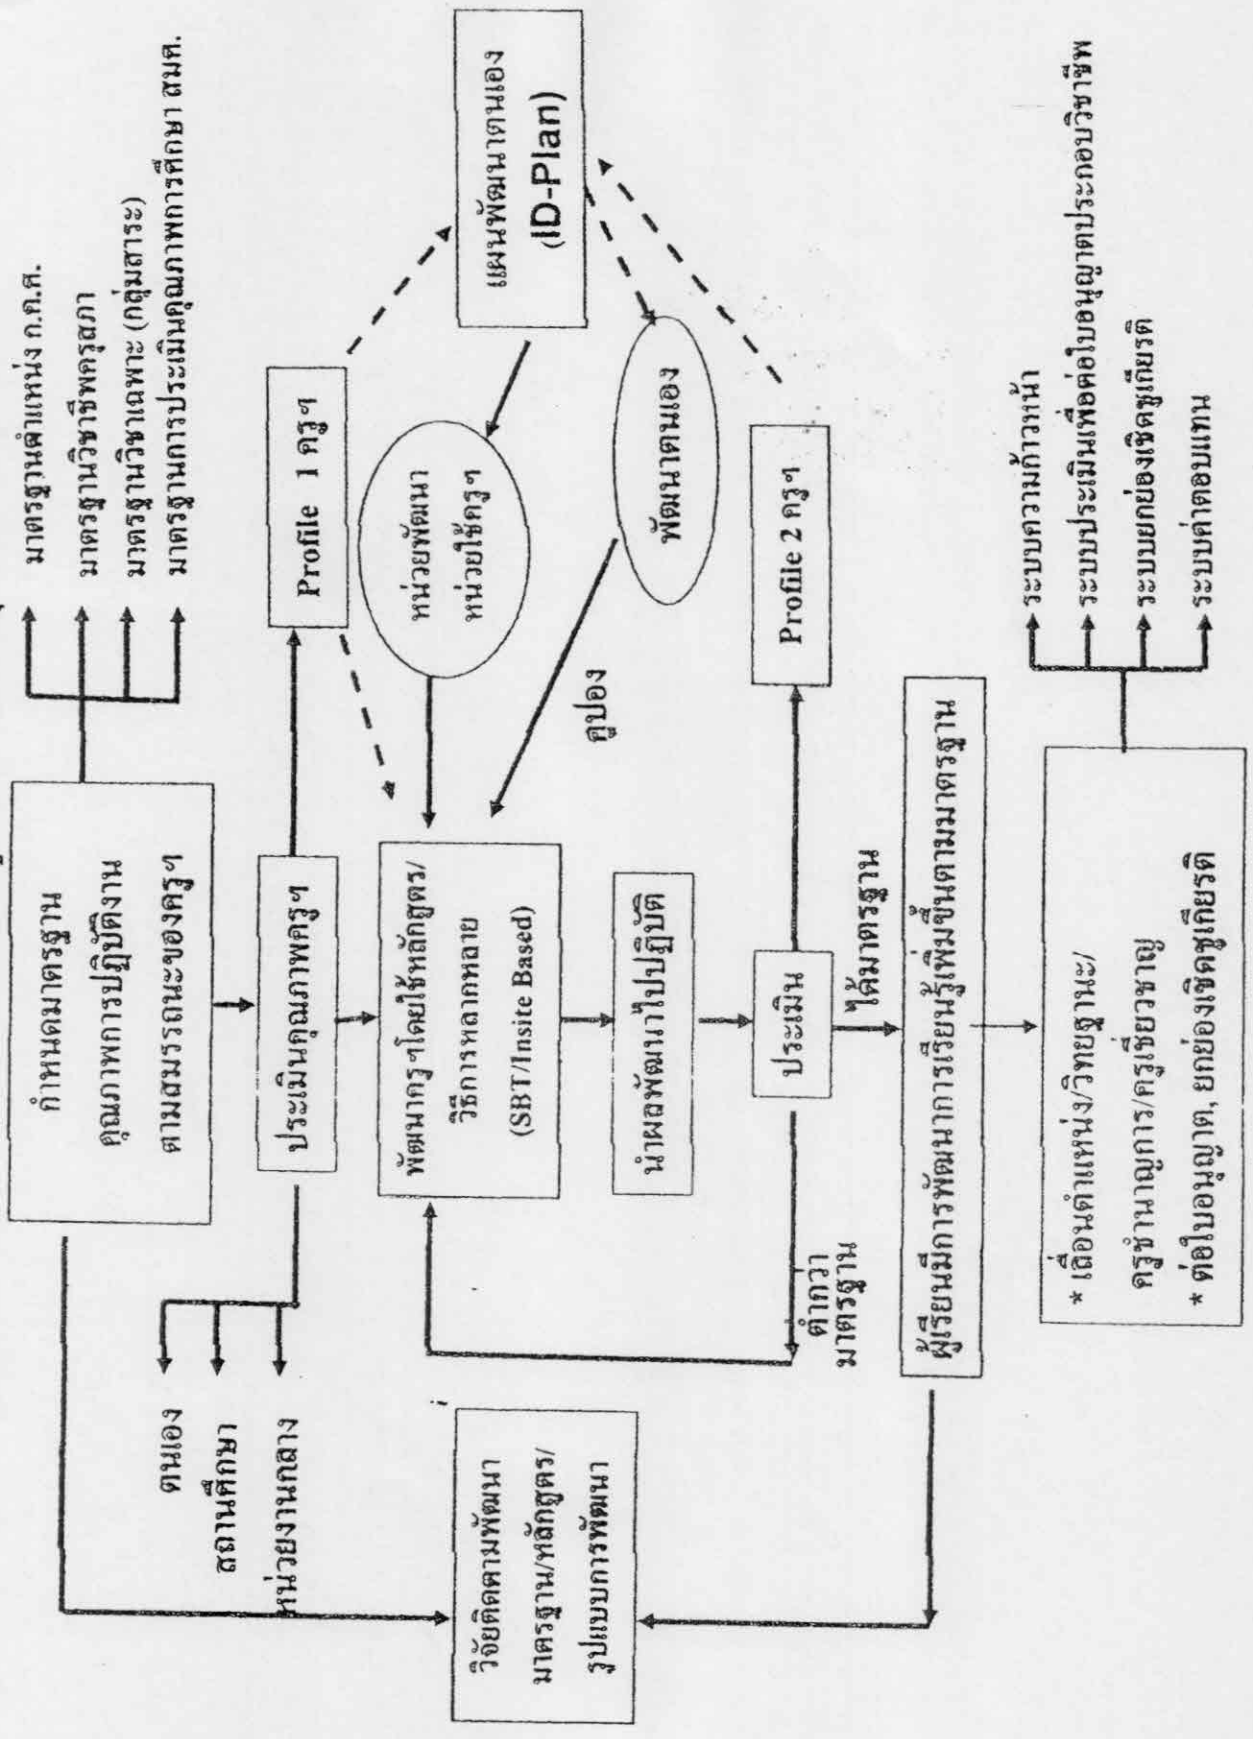 กำหนดมาตรฐาน
คุณภาพการปฏิบัติงาน
ตามสมรรถนะของครูฯ
มาตรฐานตำแหน่ง ก.ค.ศ.
มาตรฐานวิชาชีพครุสภา
มาตรฐานวิชาเฉพาะ (กลุ่มสาระ)
มาตรฐานการประเมินคุณภาพการศึกษา สมศ.
ประเมินคุณภาพครูฯ
Profile 1 ครูฯ
ตนเอง
สถานศึกษา
หน่วยงานกลาง
พัฒนาครูฯโดยใช้หลักสูตร/
วิธีการหลากหลาย
(SBT/Insite Based)
หน่วยพัฒนา
หน่วยใช้ครูฯ
แผนพัฒนาตนเอง
(ID-Plan)
พัฒนาตนเอง
คูปอง
วิจัยติดตามพัฒนา
มาตรฐาน/หลักสูตร/
รูปแบบการพัฒนา
นำผลพัฒนาไปปฏิบัติ
ประเมิน
Profile 2 ครูฯ
ต่ำกว่า
มาตรฐาน
ได้มาตรฐาน
ผู้เรียนมีการพัฒนาการเรียนรู้เพิ่มขึ้นตามมาตรฐาน
* เลื่อนตำแหน่ง/วิทยฐานะ/
ครูชำนาญการ/ครูเชี่ยวชาญ
* ต่อใบอนุญาต, ยกย่องเชิดชูเกียรติ
ระบบความก้าวหน้า
ระบบประเมินเพื่อต่อใบอนุญาตประกอบวิชาชีพ
ระบบยกย่องเชิดชูเกียรติ
ระบบค่าตอบแทน